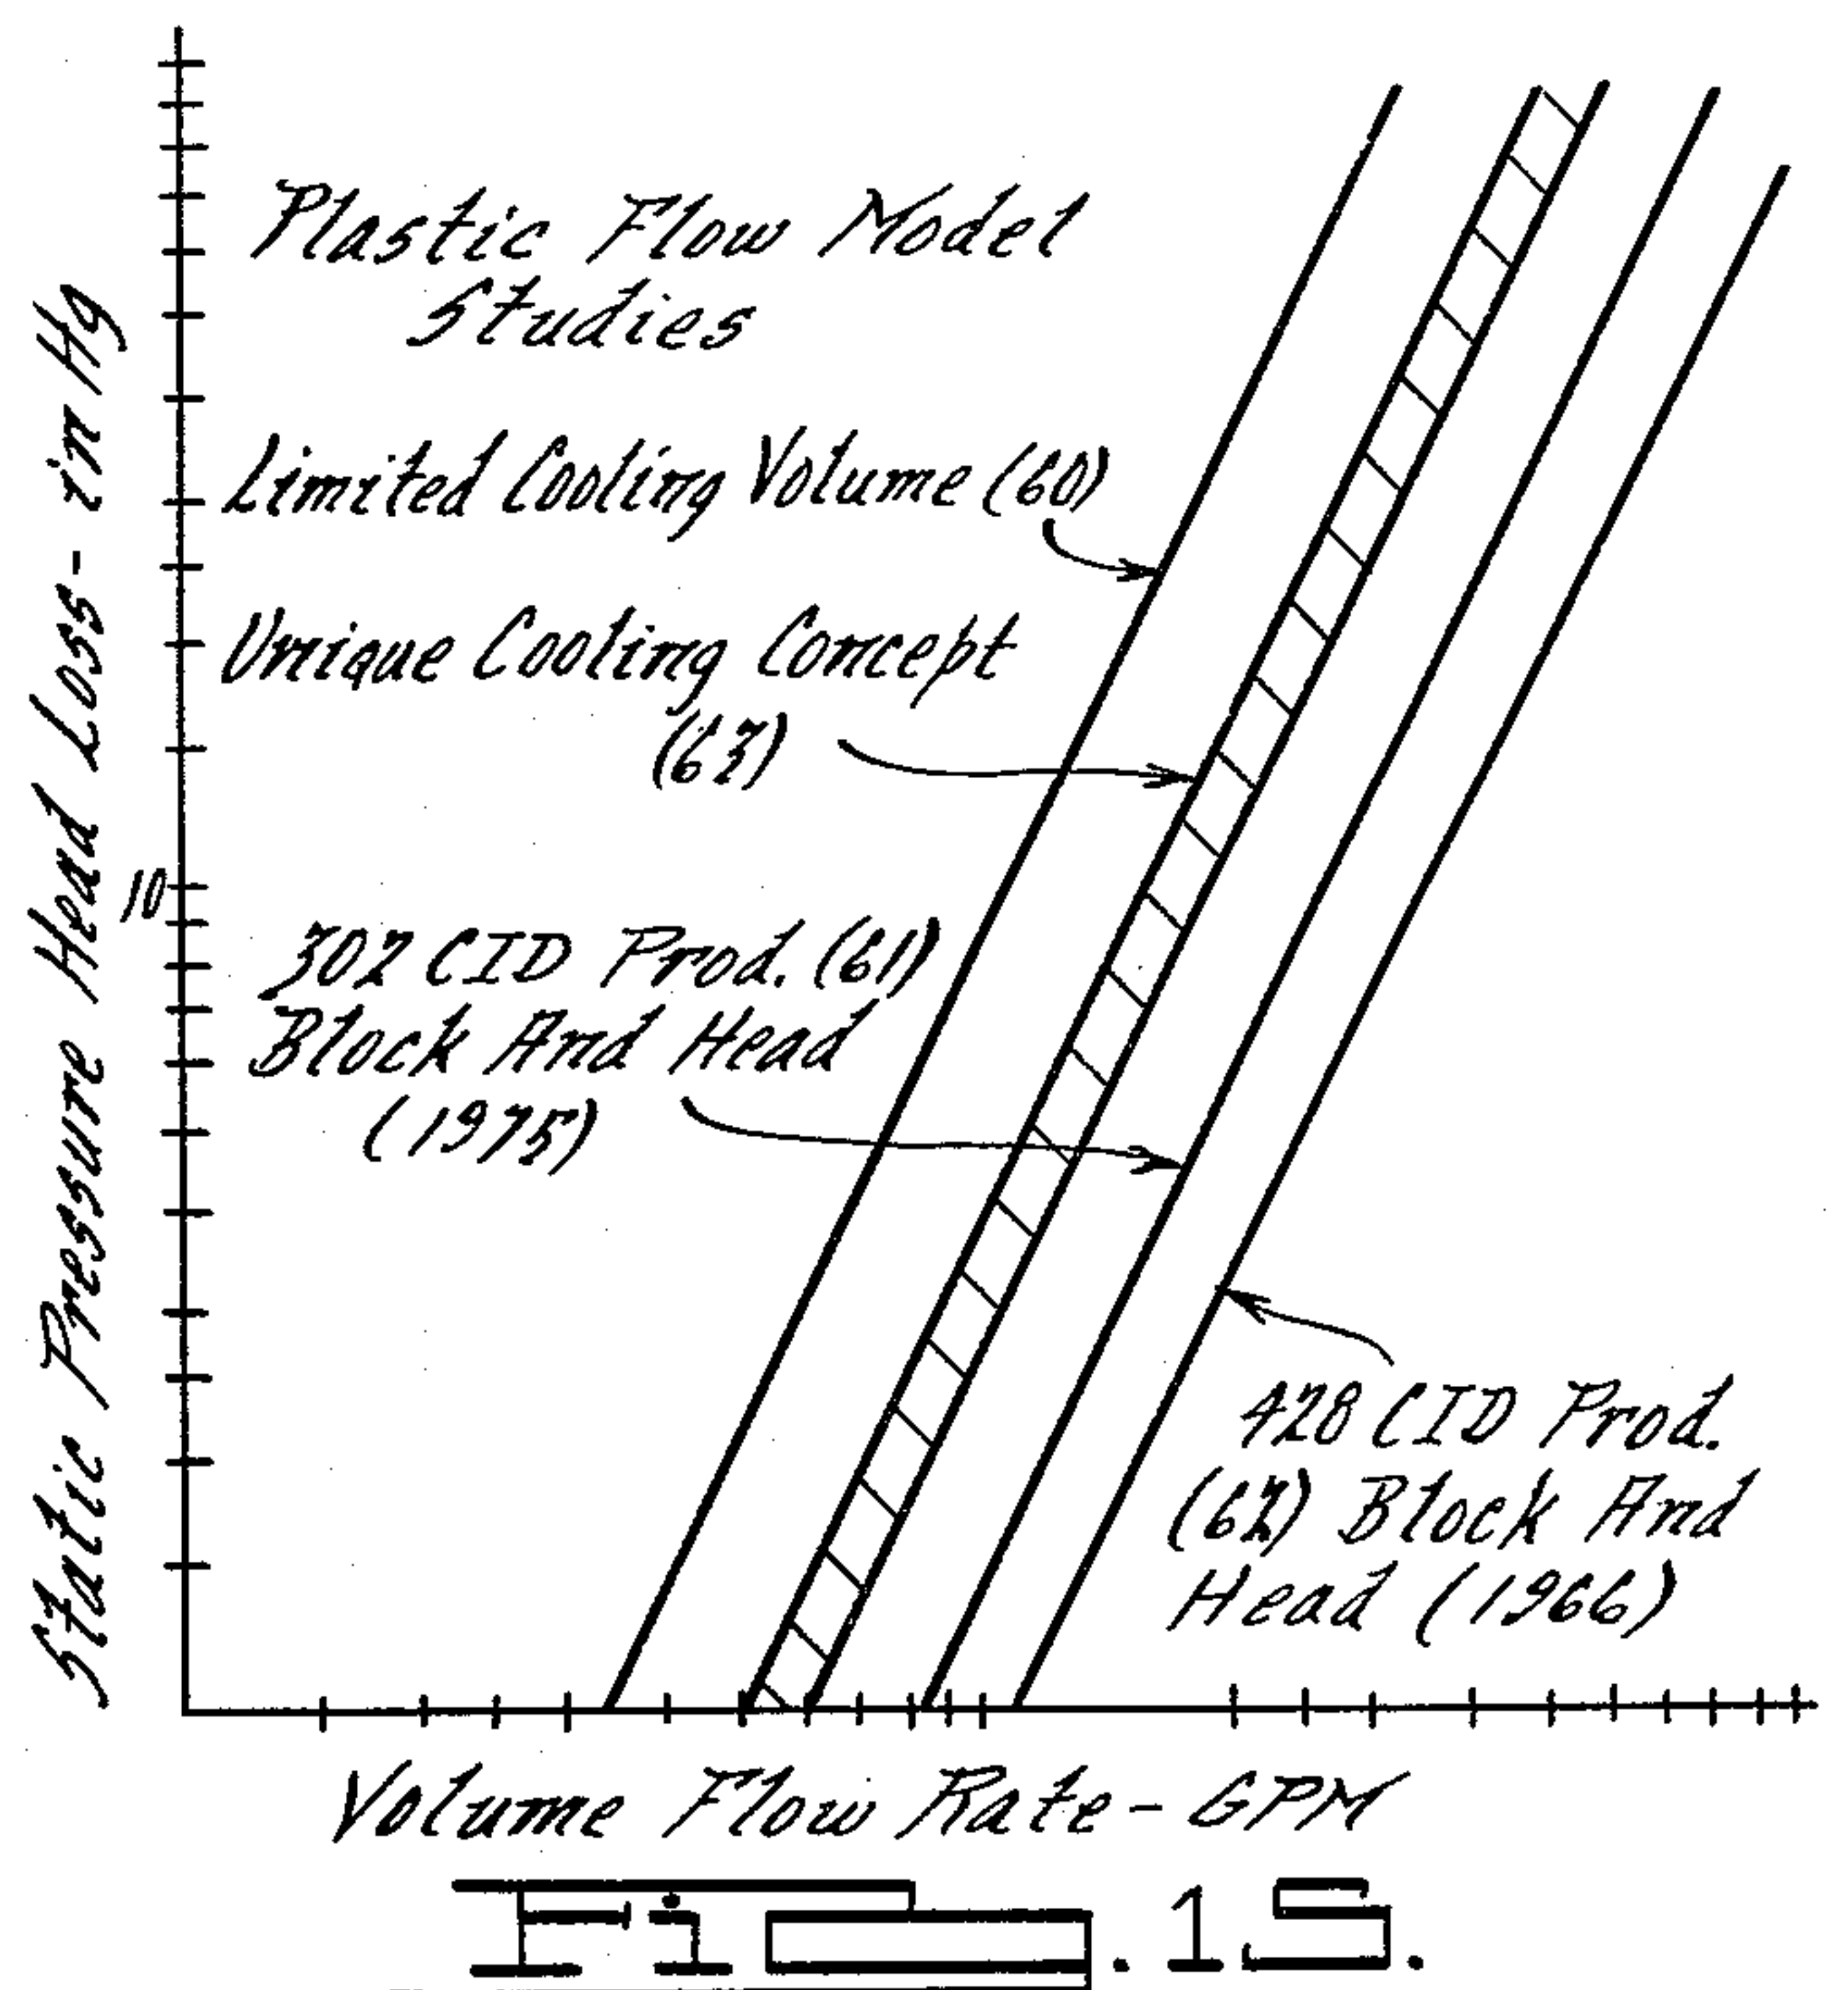 Static Pressure Head Loss- in Hg
Plastic Flow Model
Studies
Limited Cooling Volume (60)
Unique Cooling Concept
(63)
10
302 CID Prod. (61)
Block And Head
(1975)
428 CID Prod.
(62) Block And
Head (1966)
Volume Flow Rate - GPM
Fig. 15.